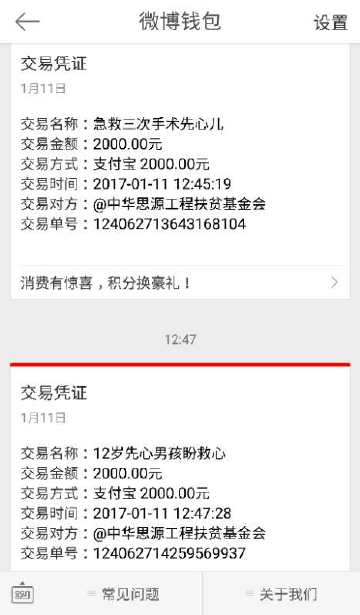 微博钱包
设置
交易凭证
1月11日
交易名称：急救三次手术先心儿
交易金额：2000.00元
交易方式：支付宝 2000.00元
交易时间：2017-01-11 12:45:19
交易对方：@中华思源工程扶贫基金会
交易单号：124062713643168104
消费有惊喜，积分换豪礼！
12:47
交易凭证
1月11日
交易名称：12岁先心男孩盼救心
交易金额：2000.00元
交易方式：支付宝 2000.00元
交易时间：2017-01-11 12:47:28
交易对方：@中华思源工程扶贫基金会
交易单号：124062714259569937
常见问题
关于我们